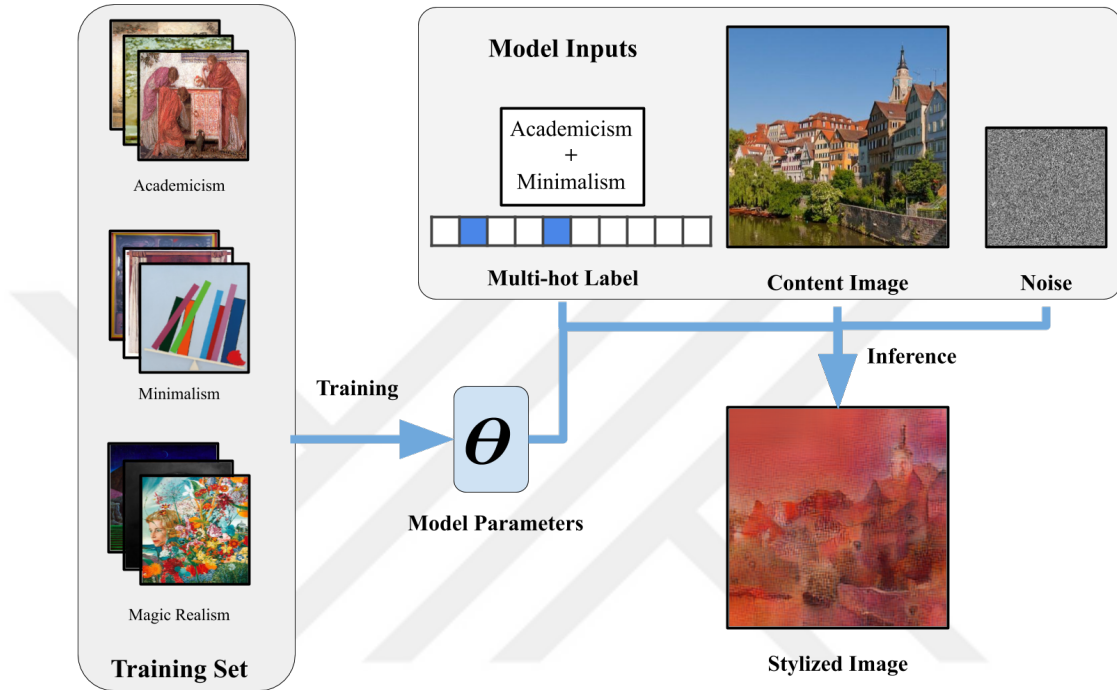 Academicism
Minimalism
Magic Realism
Training Set
Training
θ
Model Parameters
Model Inputs
Academicism
+
Minimalism
Multi-hot Label
Content Image
Noise
Inference
Stylized Image